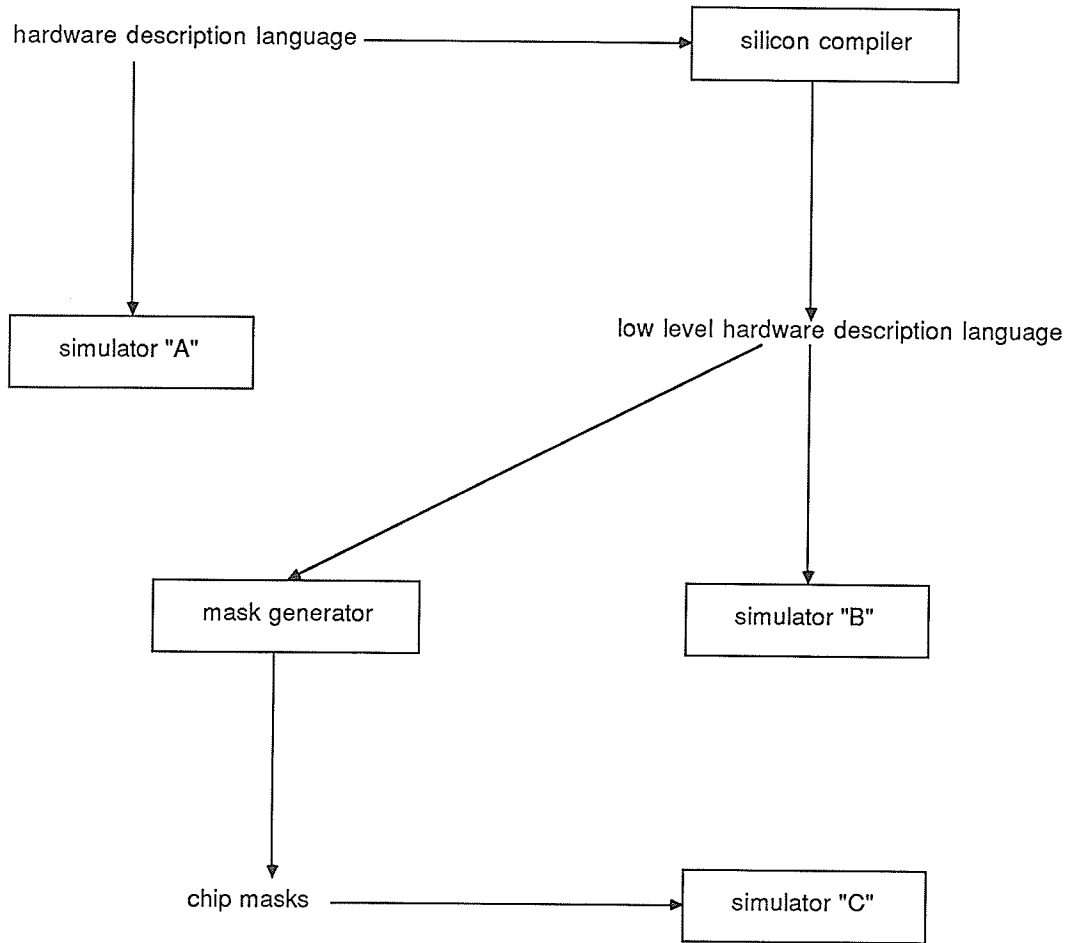 hardware description language
silicon compiler
simulator "A"
low level hardware description language
mask generator
simulator "B"
chip masks
simulator "C"